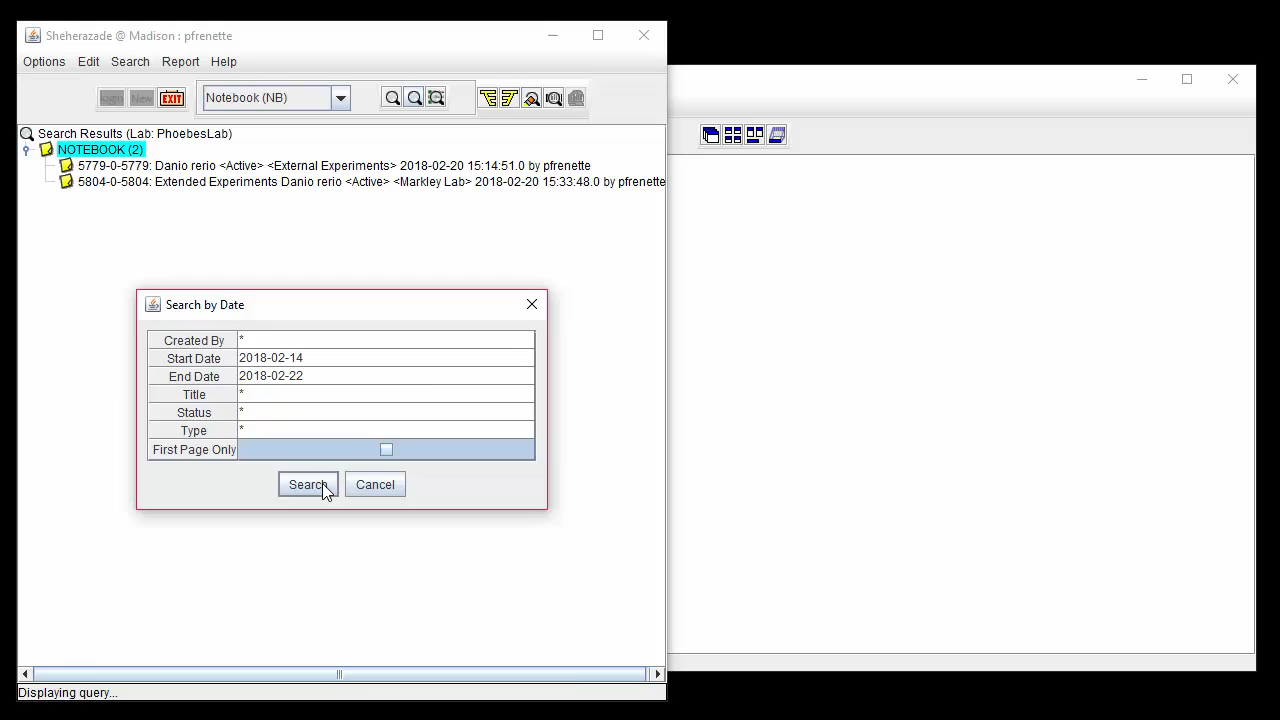 Sheherazade @ Madison : pfrenette
Options Edit Search Report Help
Login New EXIT Notebook (NB)
Search Results (Lab: PhoebesLab)
NOTEBOOK (2)
5779-0-5779: Danio rerio <Active> <External Experiments> 2018-02-20 15:14:51.0 by pfrenette
5804-0-5804: Extended Experiments Danio rerio <Active> <Markley Lab> 2018-02-20 15:33:48.0 by pfrenette
Search by Date
Created By *
Start Date 2018-02-14
End Date 2018-02-22
Title *
Status *
Type *
First Page Only
Search Cancel
Displaying query...